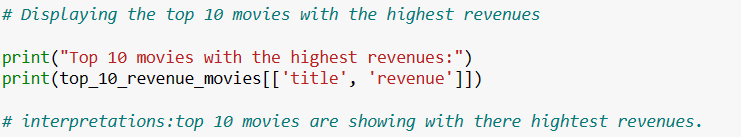 # Displaying the top 10 movies with the highest revenues
print("Top 10 movies with the highest revenues:")
print(top_10_revenue_movies[['title', 'revenue']])
# interpretations:top 10 movies are showing with there hightest revenues.